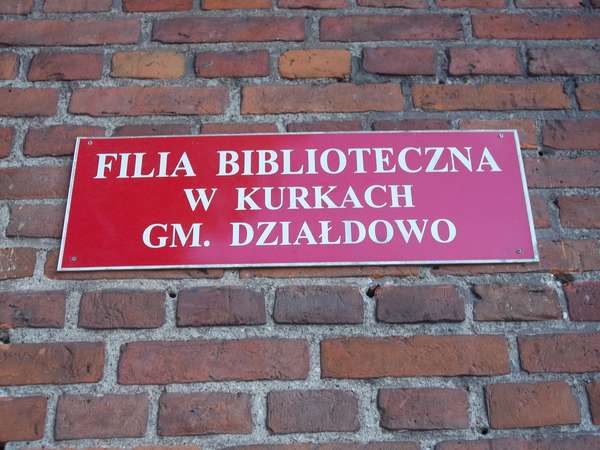 FILIA BIBLIOTECZNA
W KURKACH
GM. DZIAŁDOWO